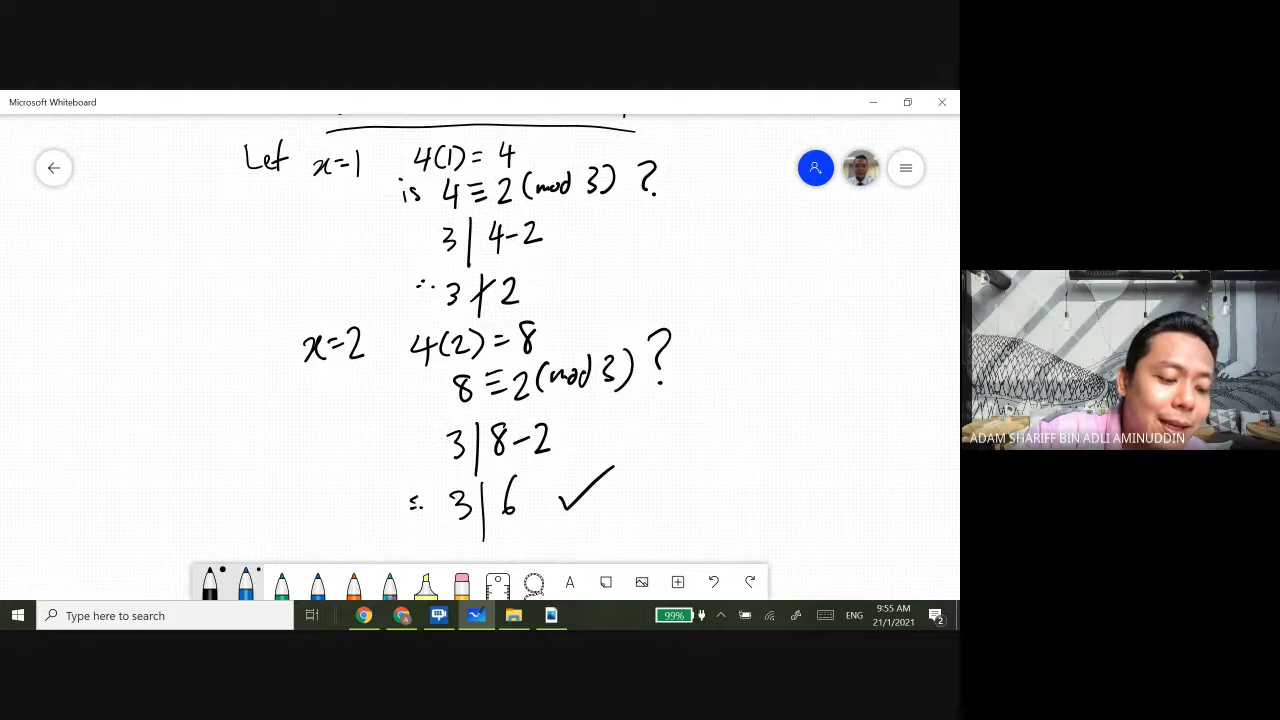 Microsoft Whiteboard
Let x=1 4(1)=4
is 4≡2(mod 3)?
3|4-2
∴ 3∤2
x=2 4(2)=8
8≡2(mod 3)?
3|8-2
∴ 3|6 ✓
ADAM SHARIFF BIN ADLI AMINUDDIN
A
Type here to search
99%
ENG
9:55 AM
21/1/2021
2